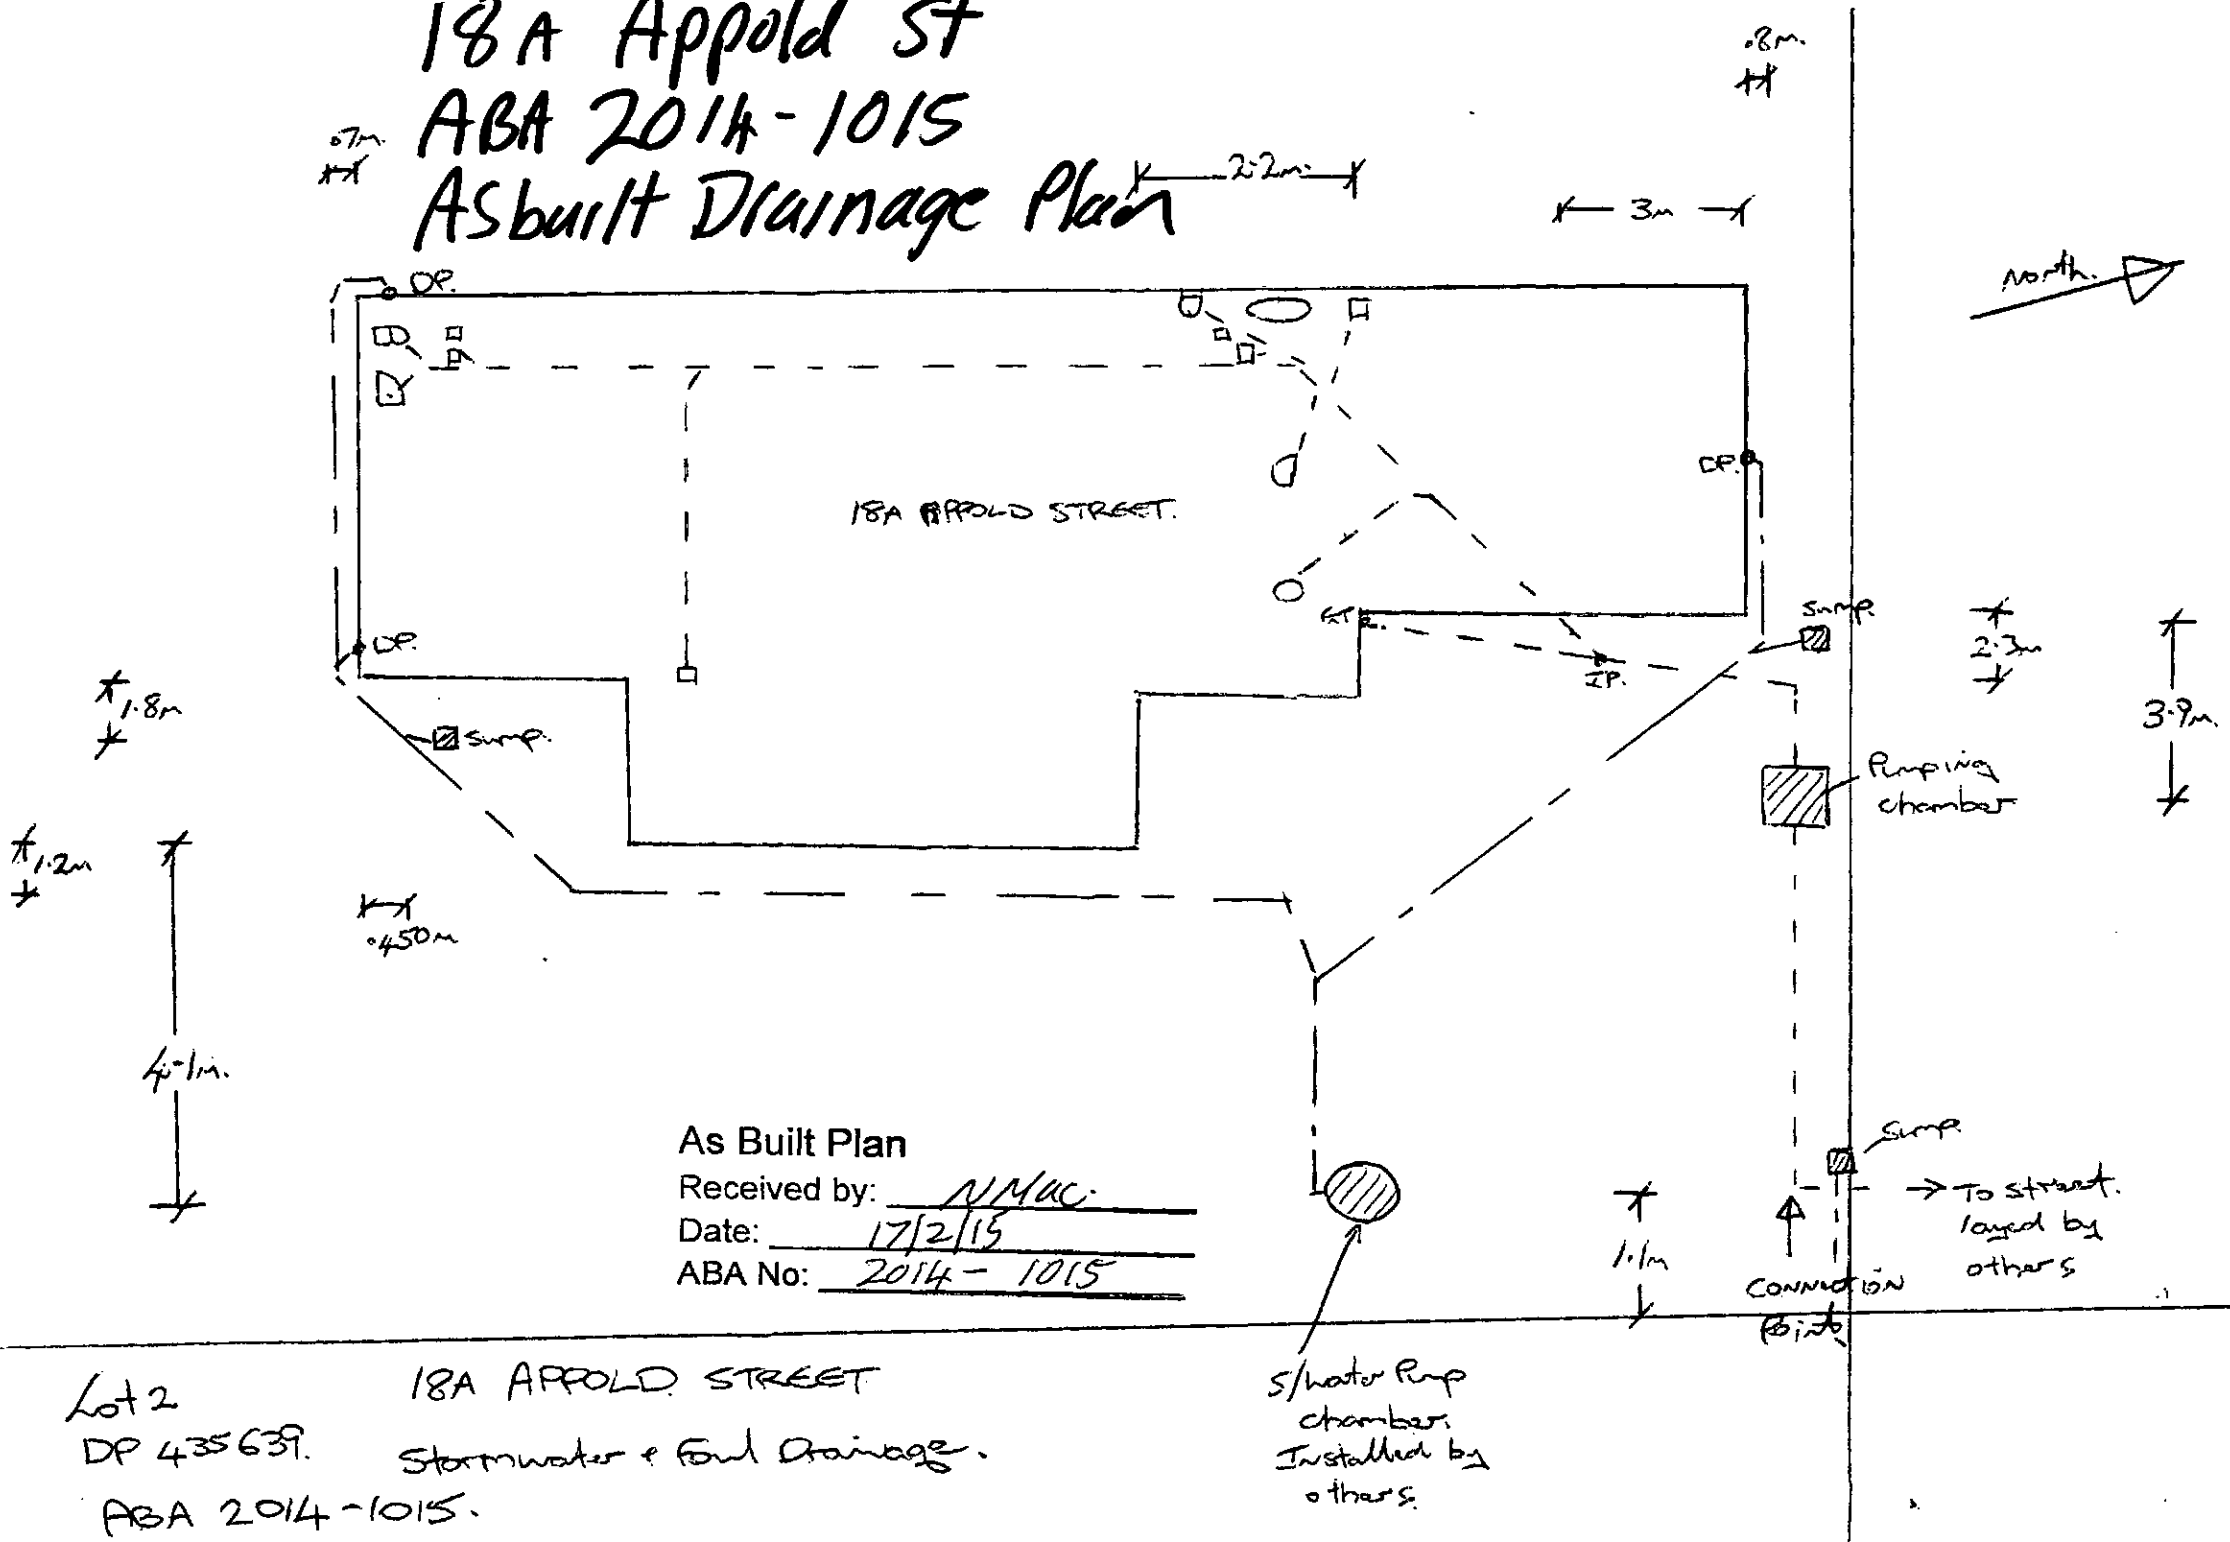 18A Appold St
ABA 2014-1015
Asbuilt Drainage Plan
.8m.
.7m.
2.2m.
3m
North.
DP.
18A APPOLD STREET.
DP.
DP.
Sump.
I.P.
2.3m
3.9m.
1.8m
Sump.
Pumping
chamber
1.2m
.450m
4.1m.
As Built Plan
Received by: NMac.
Date: 17/2/15
ABA No: 2014 - 1015
Sump
To street.
layed by
others
1.1m
CONNECTION
Point
Lot 2
DP 435639.
ABA 2014-1015.
18A APPOLD STREET
Stormwater & Foul Drainage.
S/water Pump
chamber.
Installed by
others.